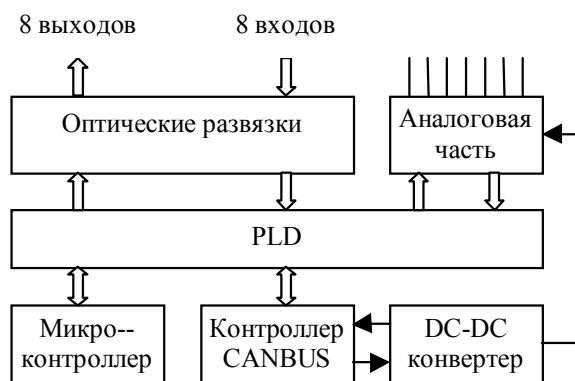 8 выходов
8 входов
Оптические развязки
Аналоговая
часть
PLD
Микро--
контроллер
Контроллер
CANBUS
DC-DC
конвертер